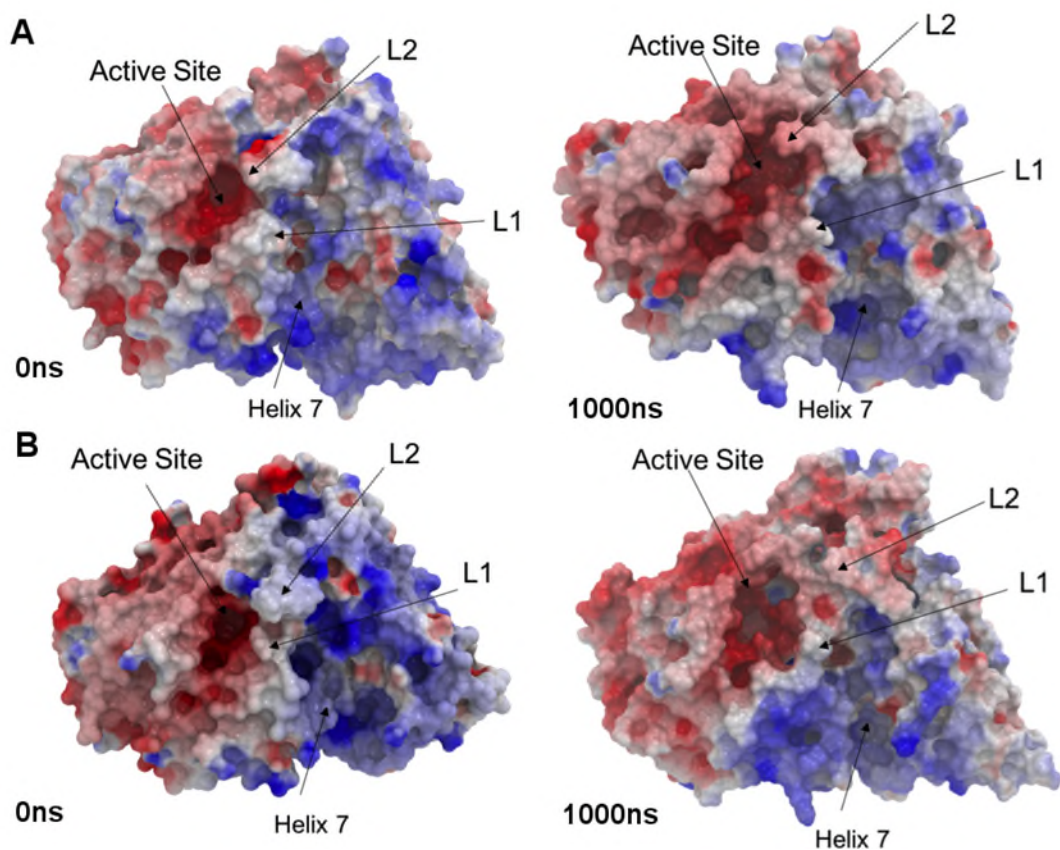 A
Active Site
L2
L1
Helix 7
0ns
L2
Active Site
L1
Helix 7
1000ns
B
Active Site
L2
L1
Helix 7
0ns
Active Site
L2
L1
Helix 7
1000ns